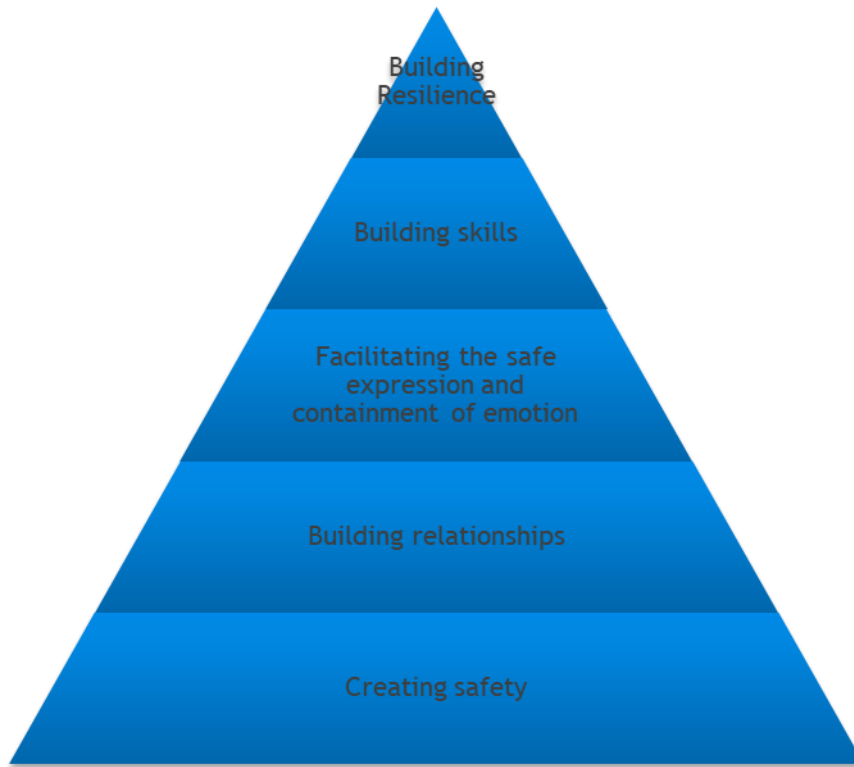 Building
Resilience
Building skills
Facilitating the safe
expression and
containment of emotion
Building relationships
Creating safety